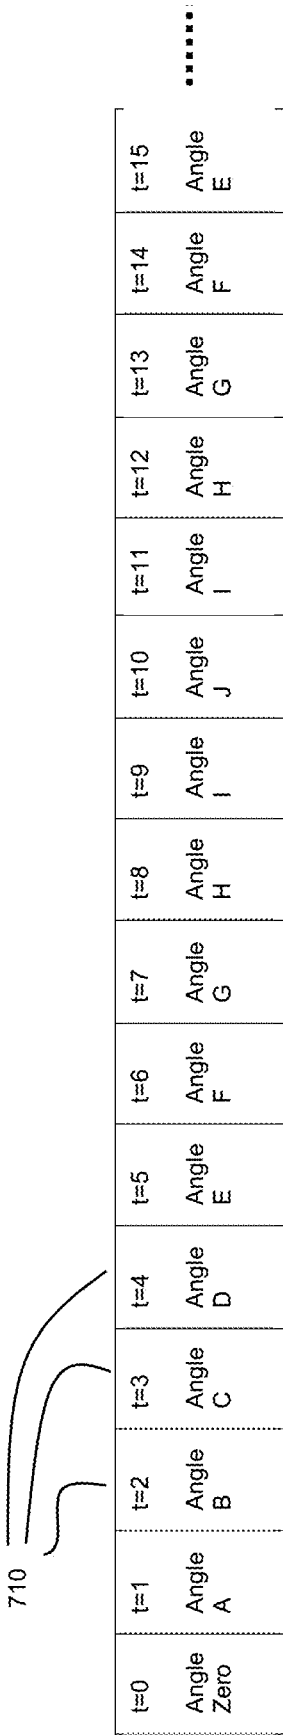 710
t=0
Angle
Zero
t=1
Angle
A
t=2
Angle
B
t=3
Angle
C
t=4
Angle
D
t=5
Angle
E
t=6
Angle
F
t=7
Angle
G
t=8
Angle
H
t=9
Angle
I
t=10
Angle
J
t=11
Angle
I
t=12
Angle
H
t=13
Angle
G
t=14
Angle
F
t=15
Angle
E